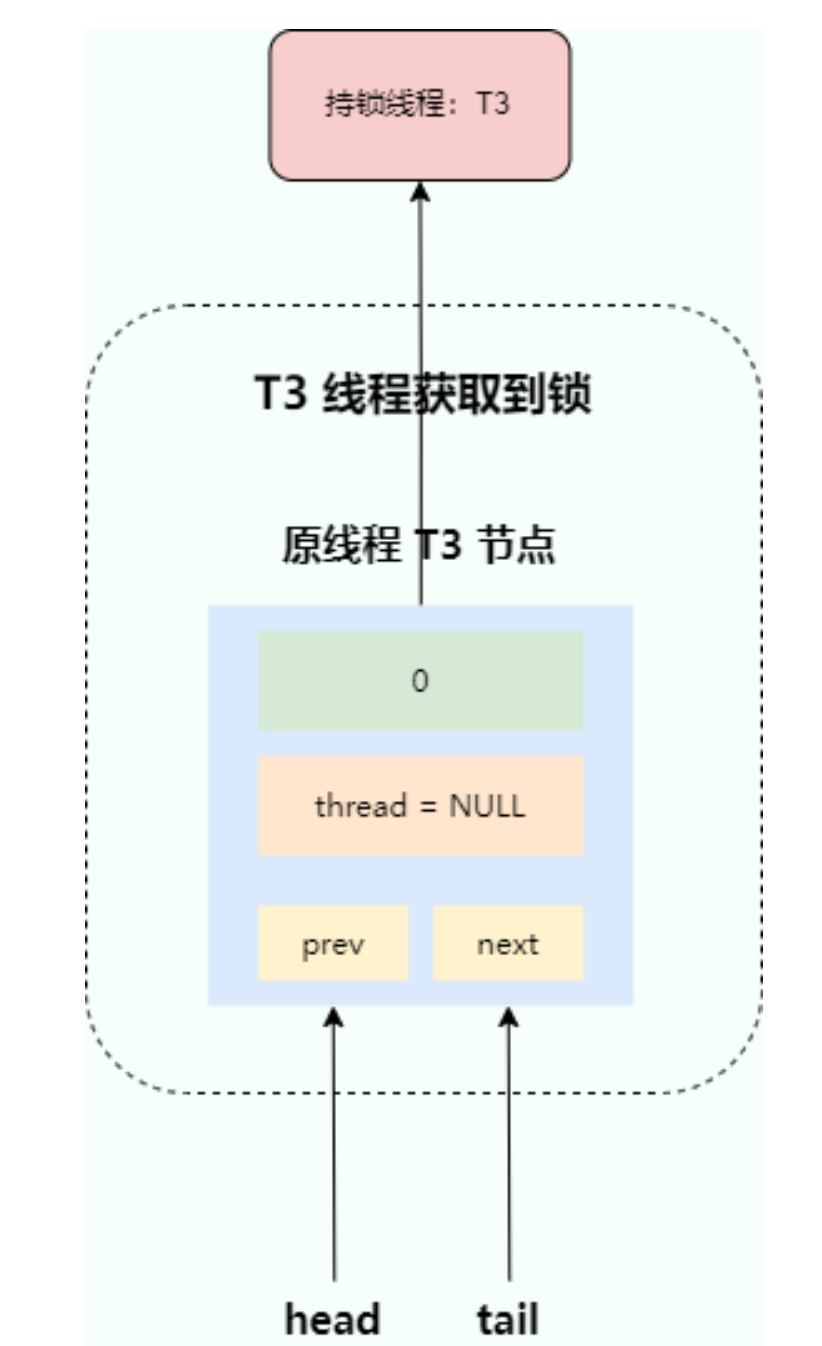 持锁线程：T3
T3 线程获取到锁
原线程 T3 节点
0
thread = NULL
prev next
head tail